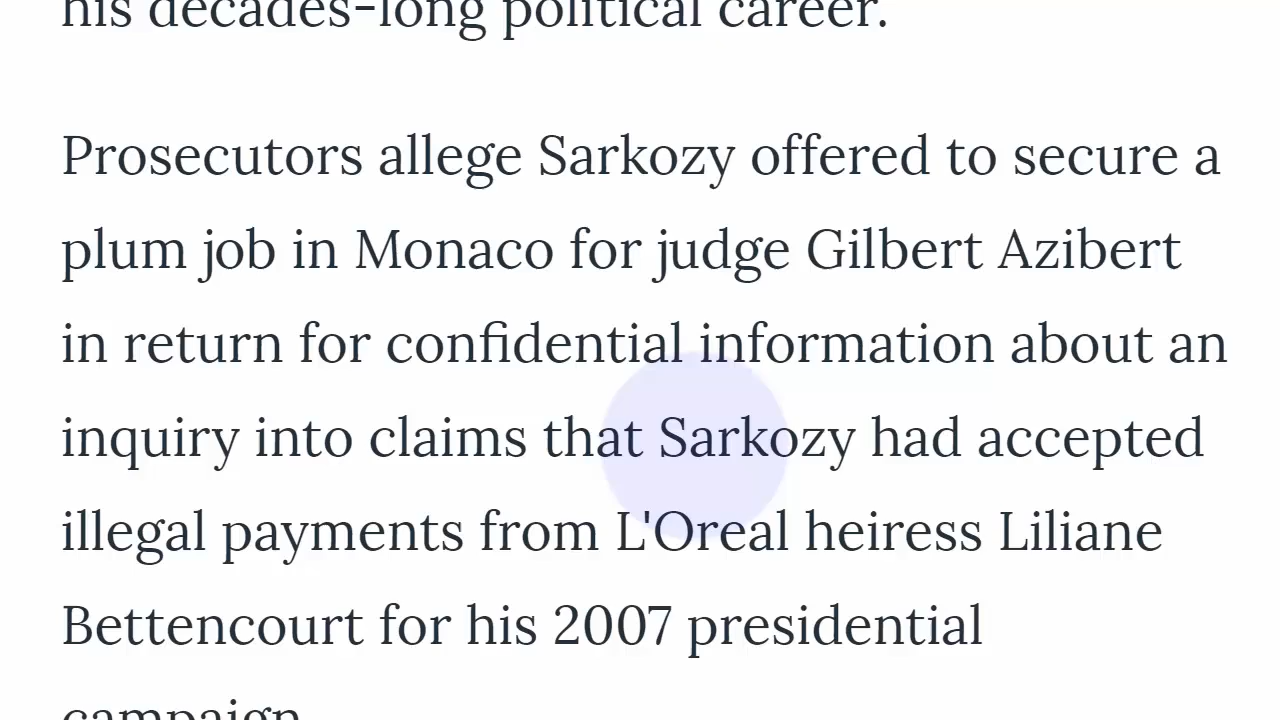 his decades-long political career.
Prosecutors allege Sarkozy offered to secure a
plum job in Monaco for judge Gilbert Azibert
in return for confidential information about an
inquiry into claims that Sarkozy had accepted
illegal payments from L'Oreal heiress Liliane
Bettencourt for his 2007 presidential
campaign